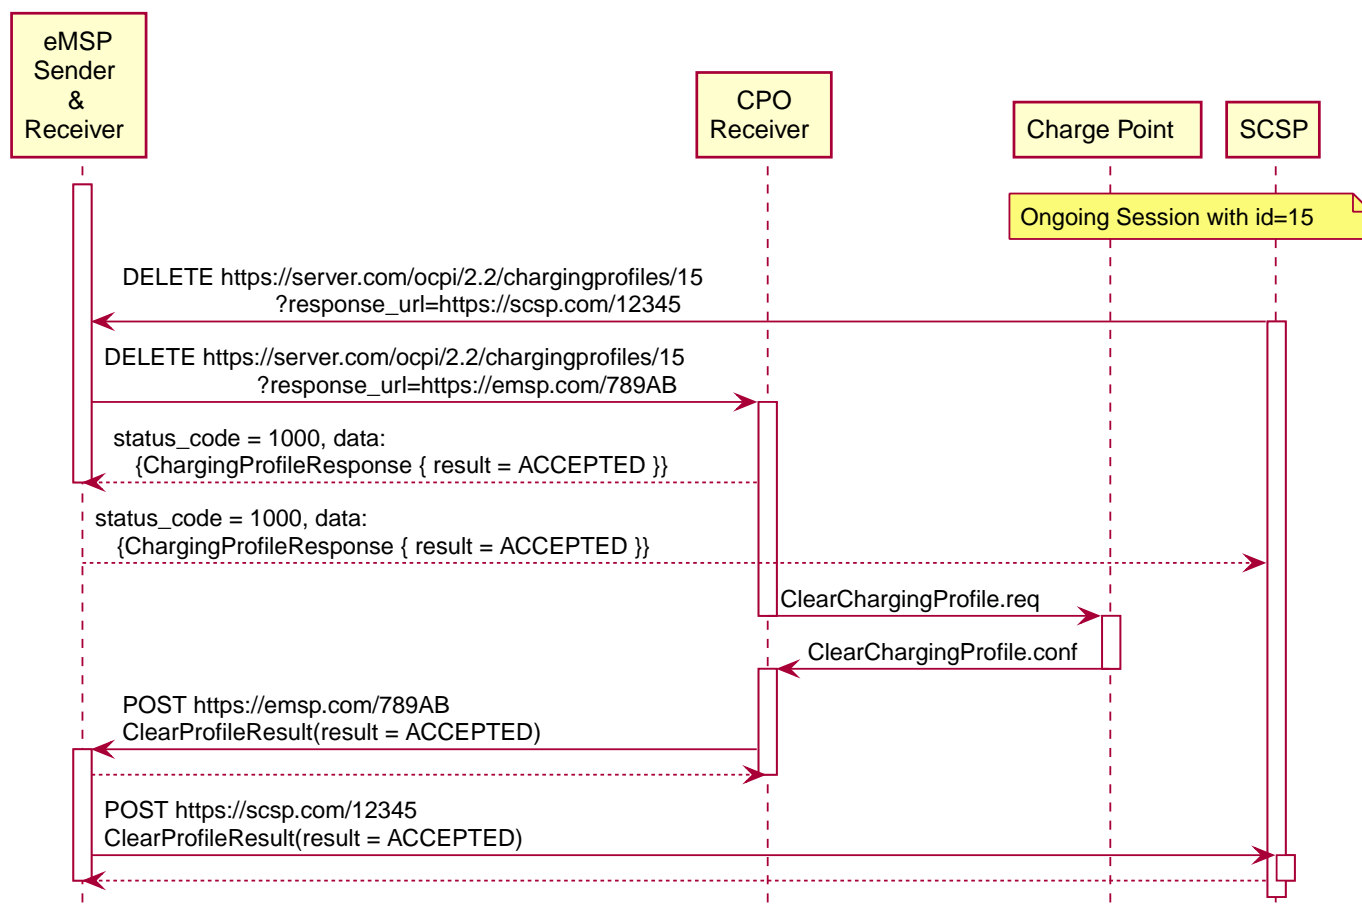 eMSP
Sender
&
Receiver
CPO
Receiver
Charge Point
SCSP
Ongoing Session with id=15
DELETE https://server.com/ocpi/2.2/chargingprofiles/15
?response_url=https://scsp.com/12345
DELETE https://server.com/ocpi/2.2/chargingprofiles/15
?response_url=https://emsp.com/789AB
status_code = 1000, data:
{ChargingProfileResponse { result = ACCEPTED }}
status_code = 1000, data:
{ChargingProfileResponse { result = ACCEPTED }}
ClearChargingProfile.req
ClearChargingProfile.conf
POST https://emsp.com/789AB
ClearProfileResult(result = ACCEPTED)
POST https://scsp.com/12345
ClearProfileResult(result = ACCEPTED)